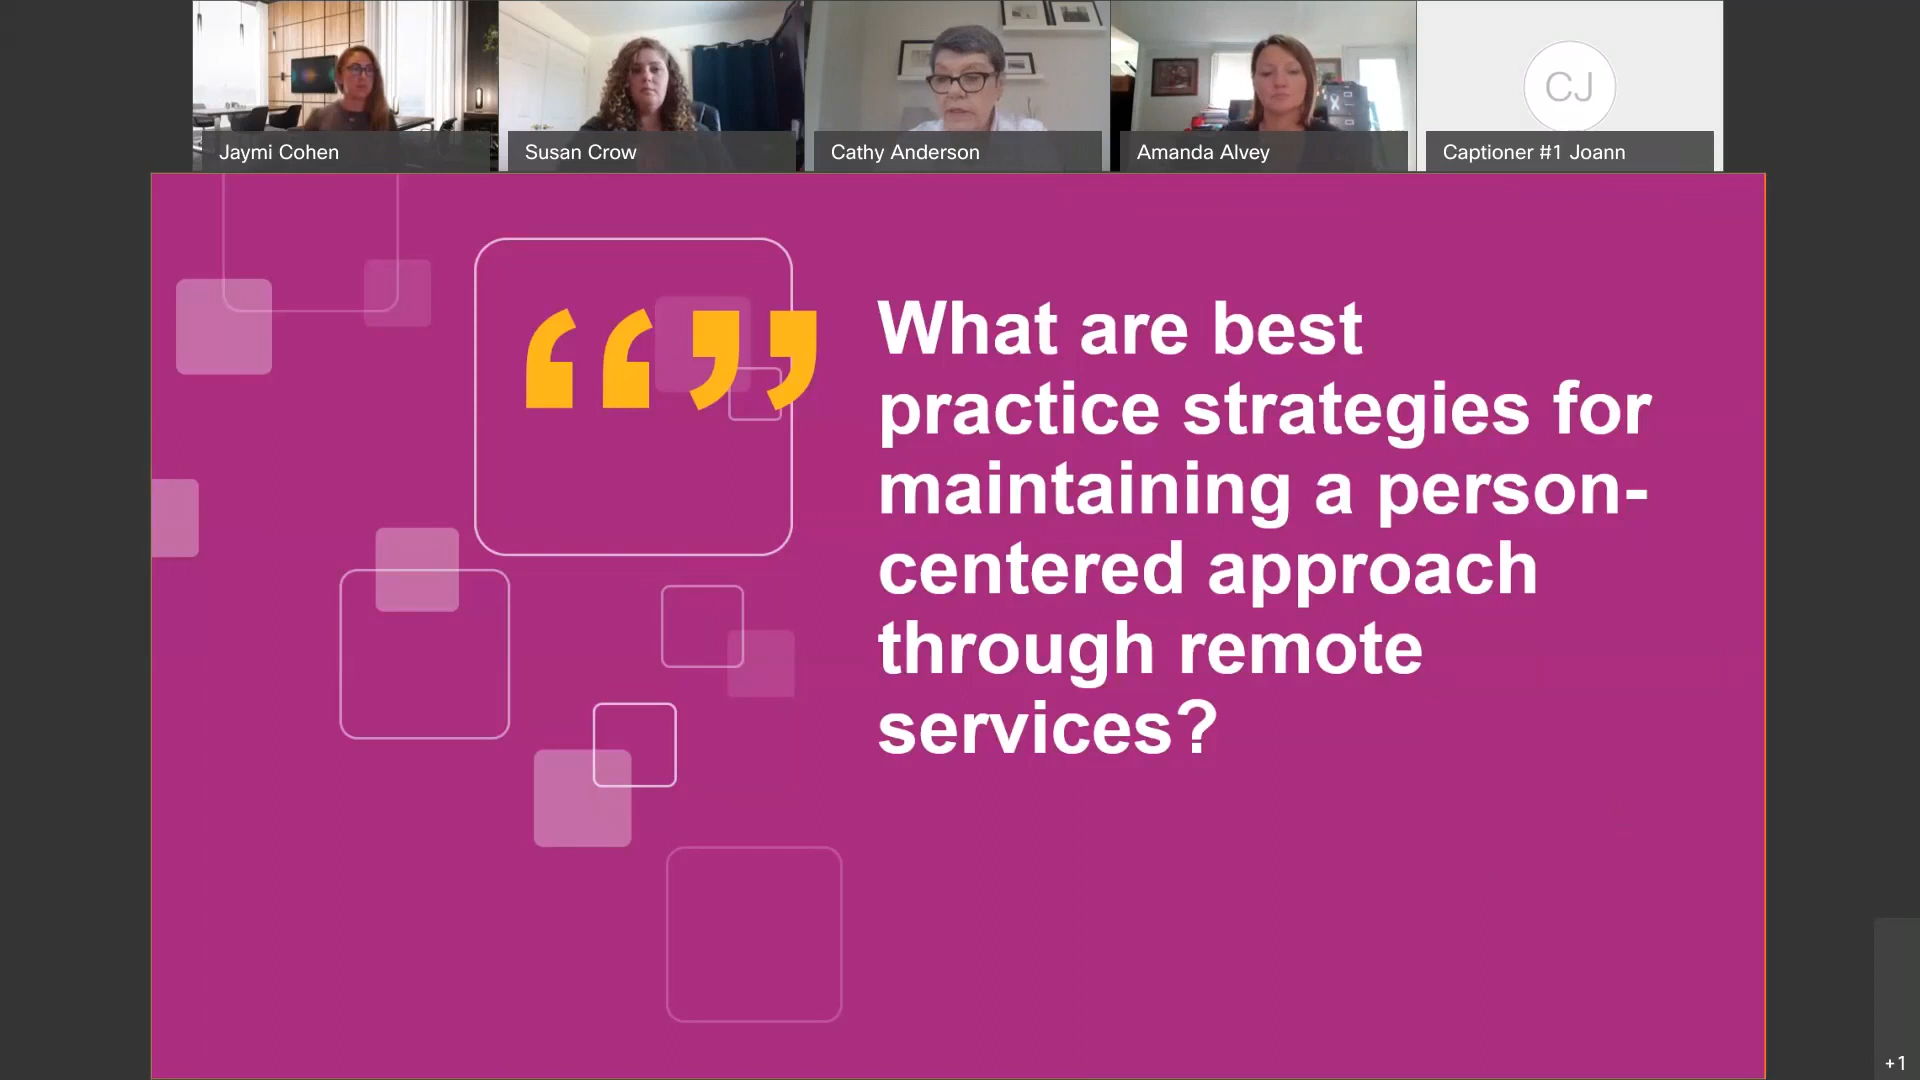 Jaymi Cohen
Susan Crow
Cathy Anderson
Amanda Alvey
CJ
Captioner #1 Joann
“ ”
What are best
practice strategies for
maintaining a person-
centered approach
through remote
services?
+1